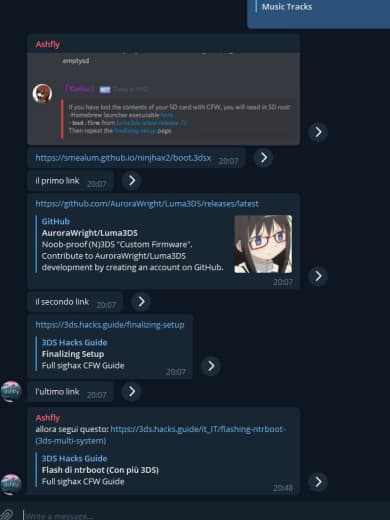 Music Tracks
Ashfly
.emptysd
「Kurisu」 BOT Today at
If you have lost the contents of your SD card with CFW, you will need in SD root:
-Homebrew launcher executable here
-boot.firm from luma3ds latest release
Then repeat the finalizing setup page.
https://smealum.github.io/ninjhax2/boot.3dsx 20:07
il primo link 20:07
https://github.com/AuroraWright/Luma3DS/releases/latest
GitHub
AuroraWright/Luma3DS
Noob-proof (N)3DS "Custom Firmware".
Contribute to AuroraWright/Luma3DS
development by creating an account on GitHub.
20:07
il secondo link 20:07
https://3ds.hacks.guide/finalizing-setup
3DS Hacks Guide
Finalizing Setup
Full sighax CFW Guide
20:07
l'ultimo link 20:07
ashfly
Ashfly
allora segui questo: https://3ds.hacks.guide/it_IT/flashing-ntrboot-
(3ds-multi-system)
3DS Hacks Guide
Flash di ntrboot (Con più 3DS)
Full sighax CFW Guide
20:48
ashfly
Write a message...